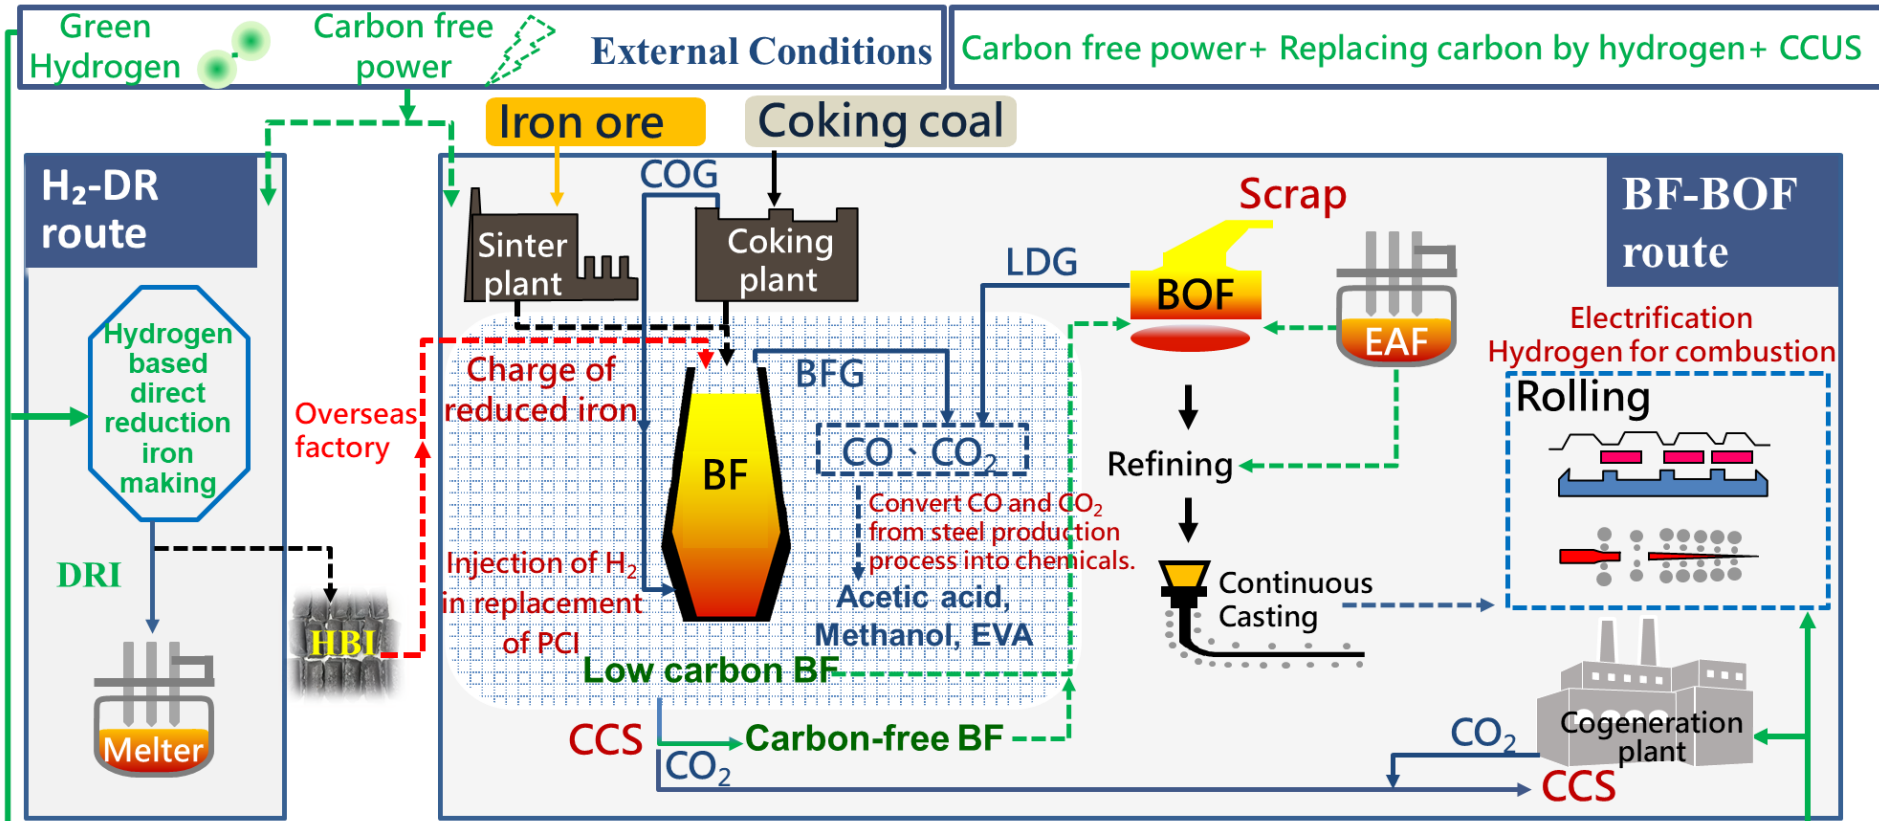 Green
Hydrogen
Carbon free
power
External Conditions
Carbon free power+ Replacing carbon by hydrogen+ CCUS
Iron ore
Coking coal
H₂-DR
route
Hydrogen
based
direct
reduction
iron
making
DRI
Melter
HBI
Overseas
factory
BF-BOF
route
COG
Sinter
plant
Coking
plant
Charge of
reduced iron
BFG
LDG
BF
CO、CO₂
Convert CO and CO₂
from steel production
process into chemicals.
Acetic acid,
Methanol, EVA
Injection of H₂
in replacement
of PCI
Low carbon BF
CCS
Carbon-free BF
CO₂
Scrap
BOF
EAF
Refining
Continuous
Casting
Electrification
Hydrogen for combustion
Rolling
Cogeneration
plant
CO₂
CCS